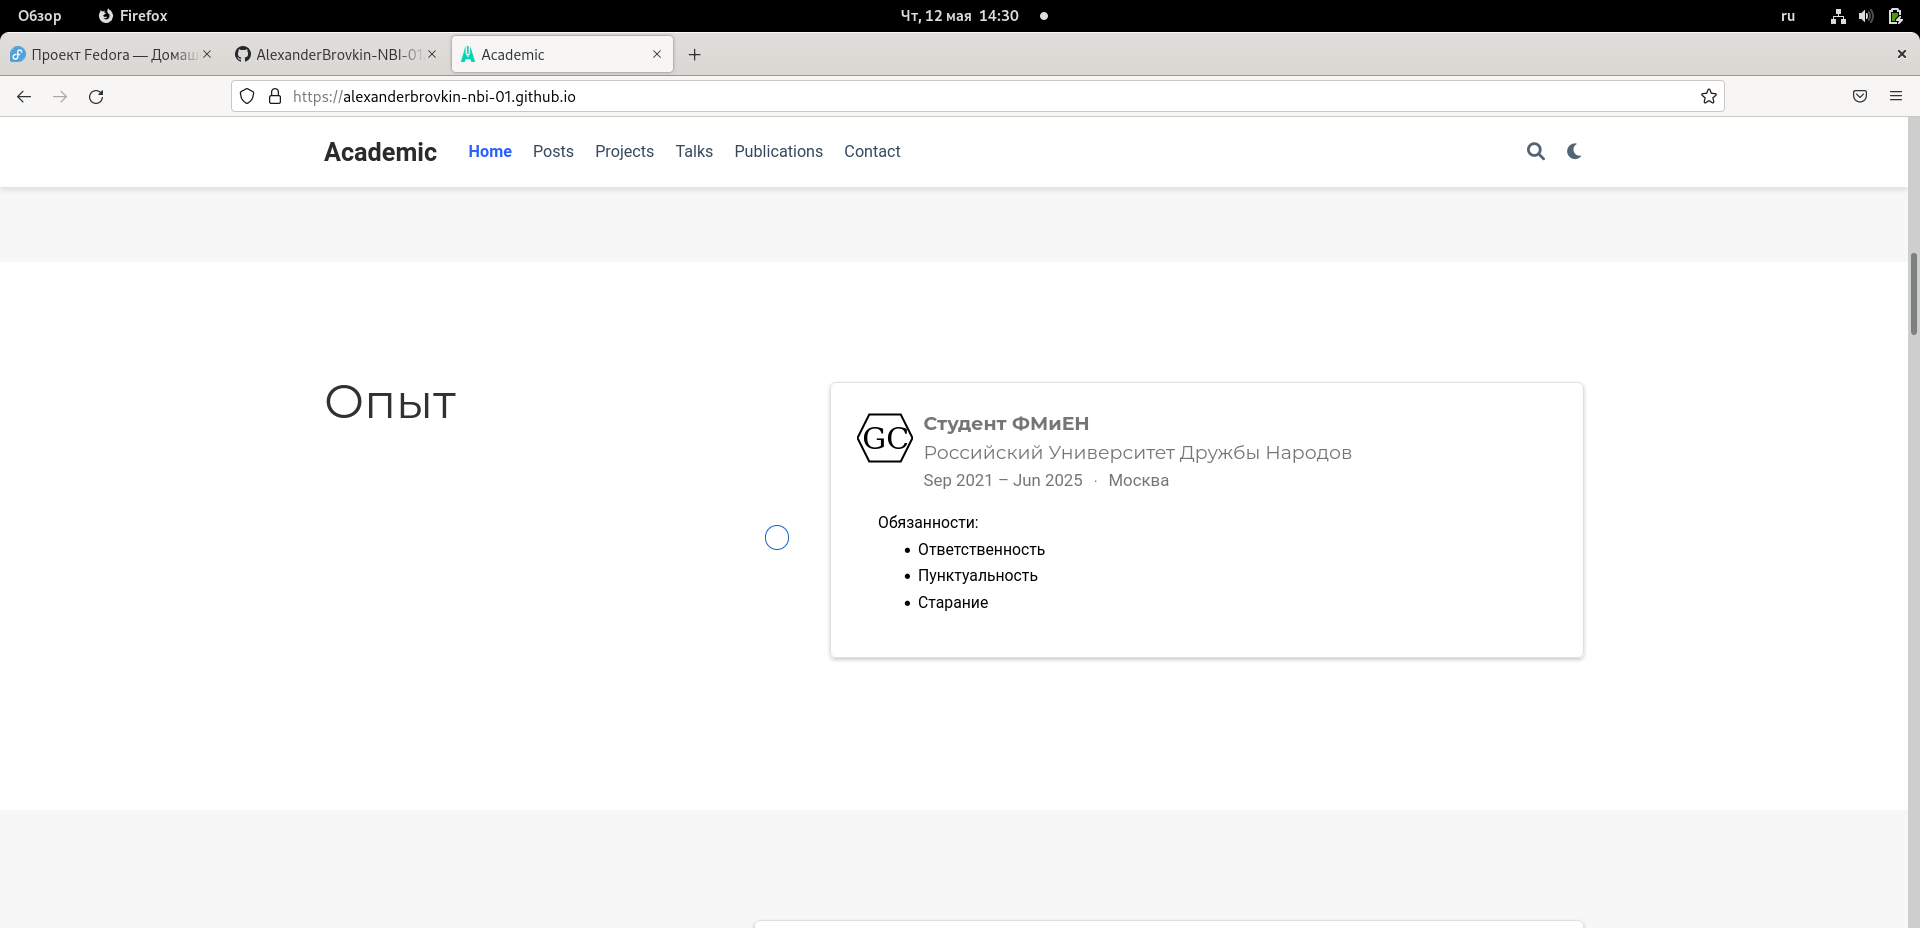 Обзор Firefox Чт, 12 мая 14:30 ru
Проект Fedora — Домаш AlexanderBrovkin-NBI-01 Academic
https://alexanderbrovkin-nbi-01.github.io
Academic Home Posts Projects Talks Publications Contact
Опыт
GC
Студент ФМиЕН
Российский Университет Дружбы Народов
Sep 2021 – Jun 2025 · Москва
Обязанности:
• Ответственность
• Пунктуальность
• Старание